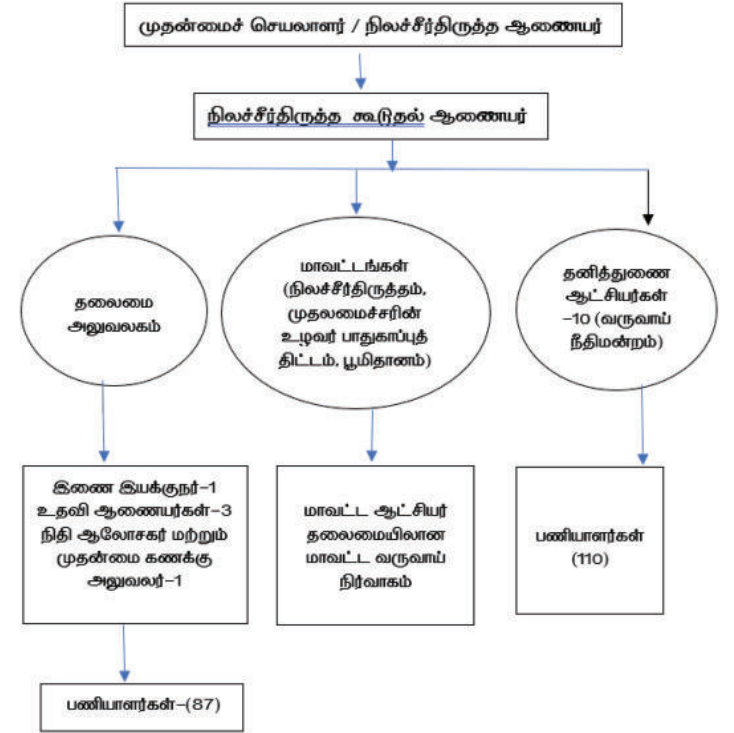 முதன்மைச் செயலாளர் / நிலச்சீர்திருத்த ஆணையர்
நிலச்சீர்திருத்த கூடுதல் ஆணையர்
தலைமை
அலுவலகம்
மாவட்டங்கள்
(நிலச்சீர்திருத்தம்,
முதலமைச்சரின்
உழவர் பாதுகாப்புத்
திட்டம், பூமிதானம்)
தனித்துணை
ஆட்சியர்கள்
-10 (வருவாய்
நீதிமன்றம்)
இணை இயக்குநர்-1
உதவி ஆணையர்கள்-3
நிதி ஆலோசகர் மற்றும்
முதன்மை கணக்கு
அலுவலர்-1
மாவட்ட ஆட்சியர்
தலைமையிலான
மாவட்ட வருவாய்
நிர்வாகம்
பணியாளர்கள்
(110)
பணியாளர்கள்-(87)